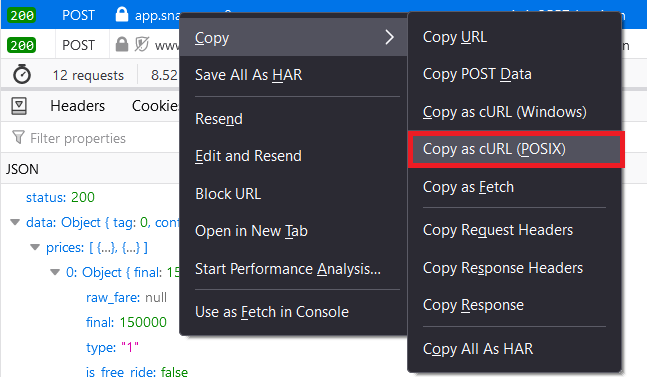 200 POST app.sna
200 POST www
12 requests 8.52
Headers Cookie
Filter properties
JSON
status: 200
data: Object { tag: 0, con
prices: [ {…}, {…} ]
0: Object { final: 15
raw_fare: null
final: 150000
type: "1"
is_free_ride: false
Copy
Save All As HAR
Resend
Edit and Resend
Block URL
Open in New Tab
Start Performance Analysis...
Use as Fetch in Console
Copy URL
Copy POST Data
Copy as cURL (Windows)
Copy as cURL (POSIX)
Copy as Fetch
Copy Request Headers
Copy Response Headers
Copy Response
Copy All As HAR